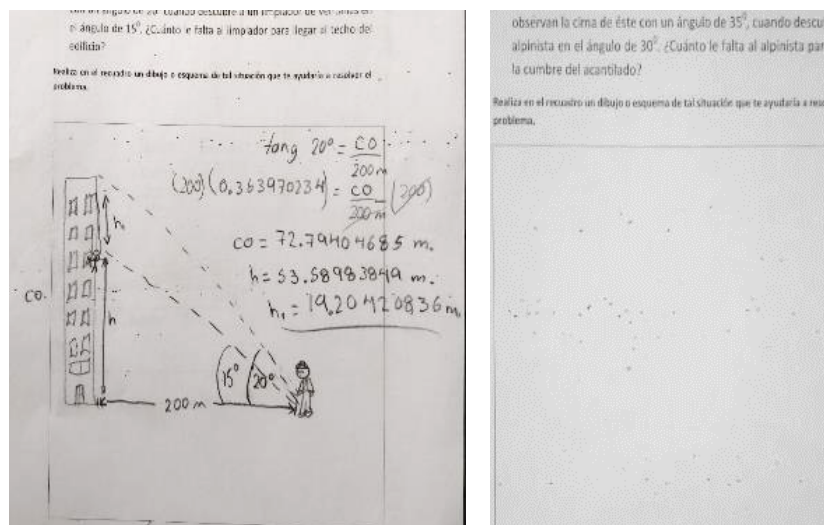 ángulo de 15°. ¿Cuánto le falta al limpiador para llegar al techo del
edificio?
Realiza en el recuadro un dibujo o esquema de tal situación que te ayudaría a resolver el
problema.
tang 20° = CO
200 m
(200)(0.363970234) = CO (200)
200 m
CO = 72.79404685 m.
h = 53.58983849 m.
h₁ = 19.20420836 m
h₁
CO.
h
15° 20°
200 m
observan la cima de éste con un ángulo de 35°, cuando descu
alpinista en el ángulo de 30°. ¿Cuánto le falta al alpinista par
la cumbre del acantilado?
Realiza en el recuadro un dibujo o esquema de tal situación que te ayudaría a reso
problema.